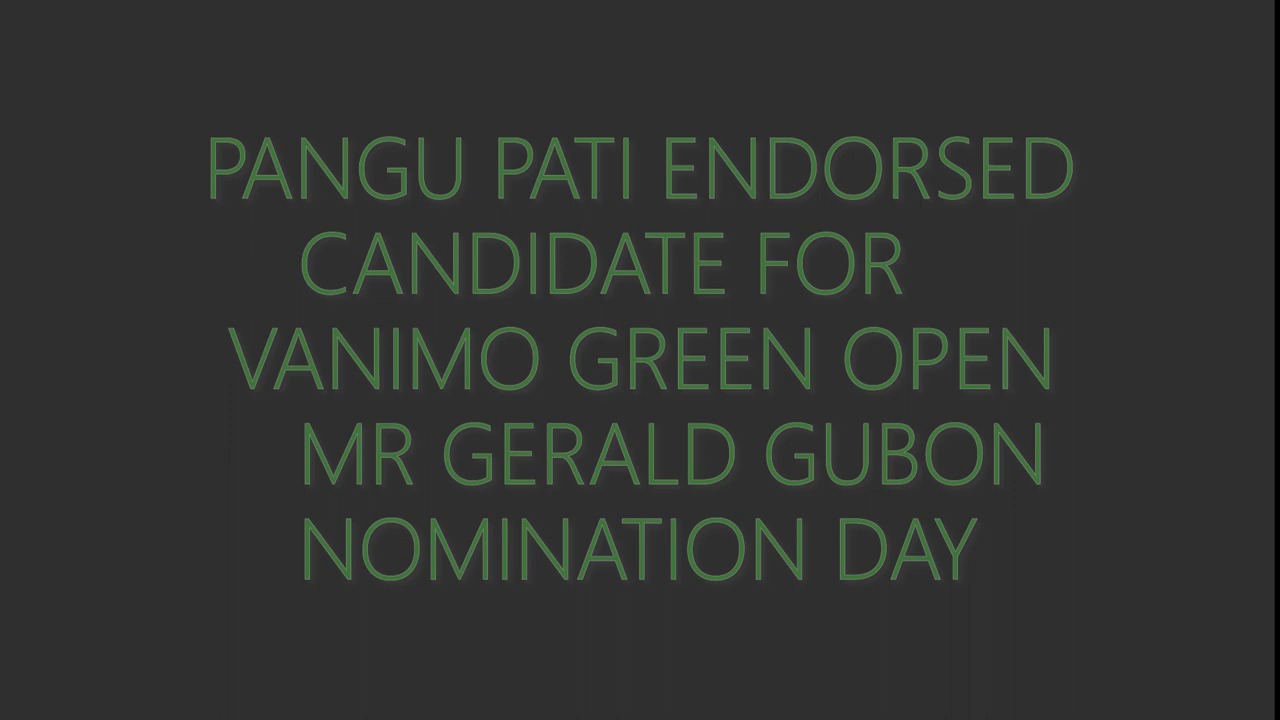 PANGU PATI ENDORSED
CANDIDATE FOR
VANIMO GREEN OPEN
MR GERALD GUBON
NOMINATION DAY